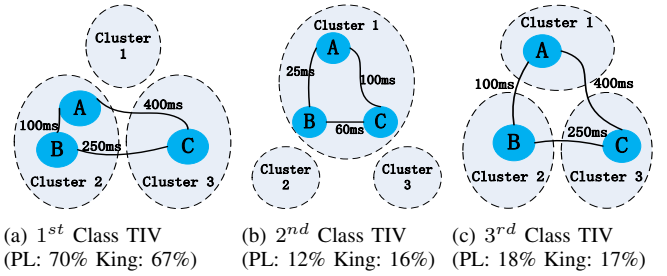 Cluster
1
A
B
C
100ms
400ms
250ms
Cluster 2
Cluster 3
(a) 1st Class TIV
(PL: 70% King: 67%)
Cluster 1
A
B
C
25ms
100ms
60ms
Cluster
2
Cluster
3
(b) 2nd Class TIV
(PL: 12% King: 16%)
Cluster 1
A
B
C
100ms
400ms
250ms
Cluster 2
Cluster 3
(c) 3rd Class TIV
(PL: 18% King: 17%)